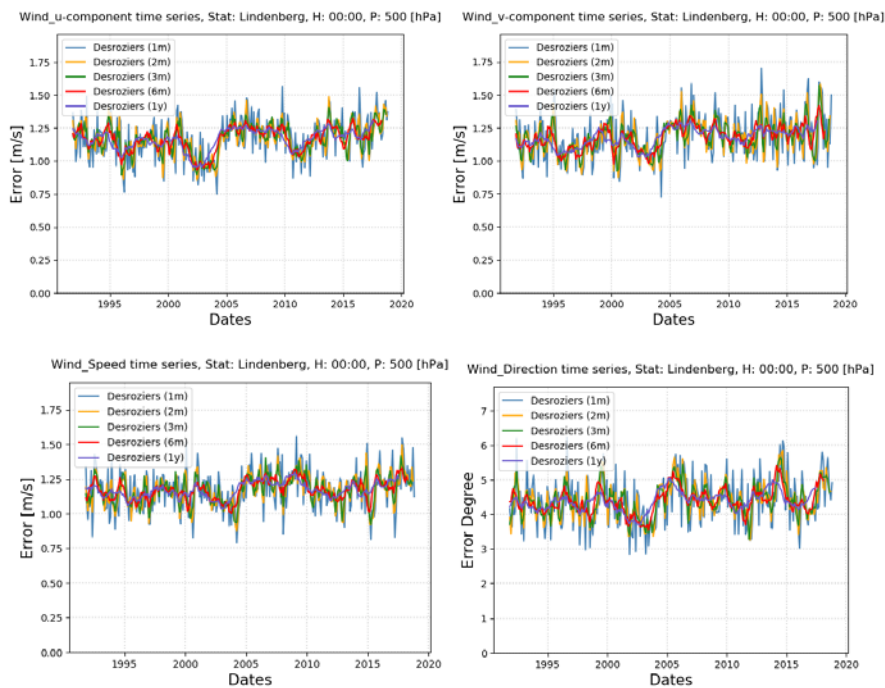 Wind_u-component time series, Stat: Lindenberg, H: 00:00, P: 500 [hPa]
Error [m/s]
1.75
1.50
1.25
1.00
0.75
0.50
0.25
0.00
Desroziers (1m)
Desroziers (2m)
Desroziers (3m)
Desroziers (6m)
Desroziers (1y)
1995 2000 2005 2010 2015 2020
Dates
Wind_v-component time series, Stat: Lindenberg, H: 00:00, P: 500 [hPa]
Error [m/s]
1.75
1.50
1.25
1.00
0.75
0.50
0.25
0.00
Desroziers (1m)
Desroziers (2m)
Desroziers (3m)
Desroziers (6m)
Desroziers (1y)
1995 2000 2005 2010 2015 2020
Dates
Wind_Speed time series, Stat: Lindenberg, H: 00:00, P: 500 [hPa]
Error [m/s]
1.75
1.50
1.25
1.00
0.75
0.50
0.25
0.00
Desroziers (1m)
Desroziers (2m)
Desroziers (3m)
Desroziers (6m)
Desroziers (1y)
1995 2000 2005 2010 2015 2020
Dates
Wind_Direction time series, Stat: Lindenberg, H: 00:00, P: 500 [hPa]
Error Degree
7
6
5
4
3
2
1
0
Desroziers (1m)
Desroziers (2m)
Desroziers (3m)
Desroziers (6m)
Desroziers (1y)
1995 2000 2005 2010 2015 2020
Dates